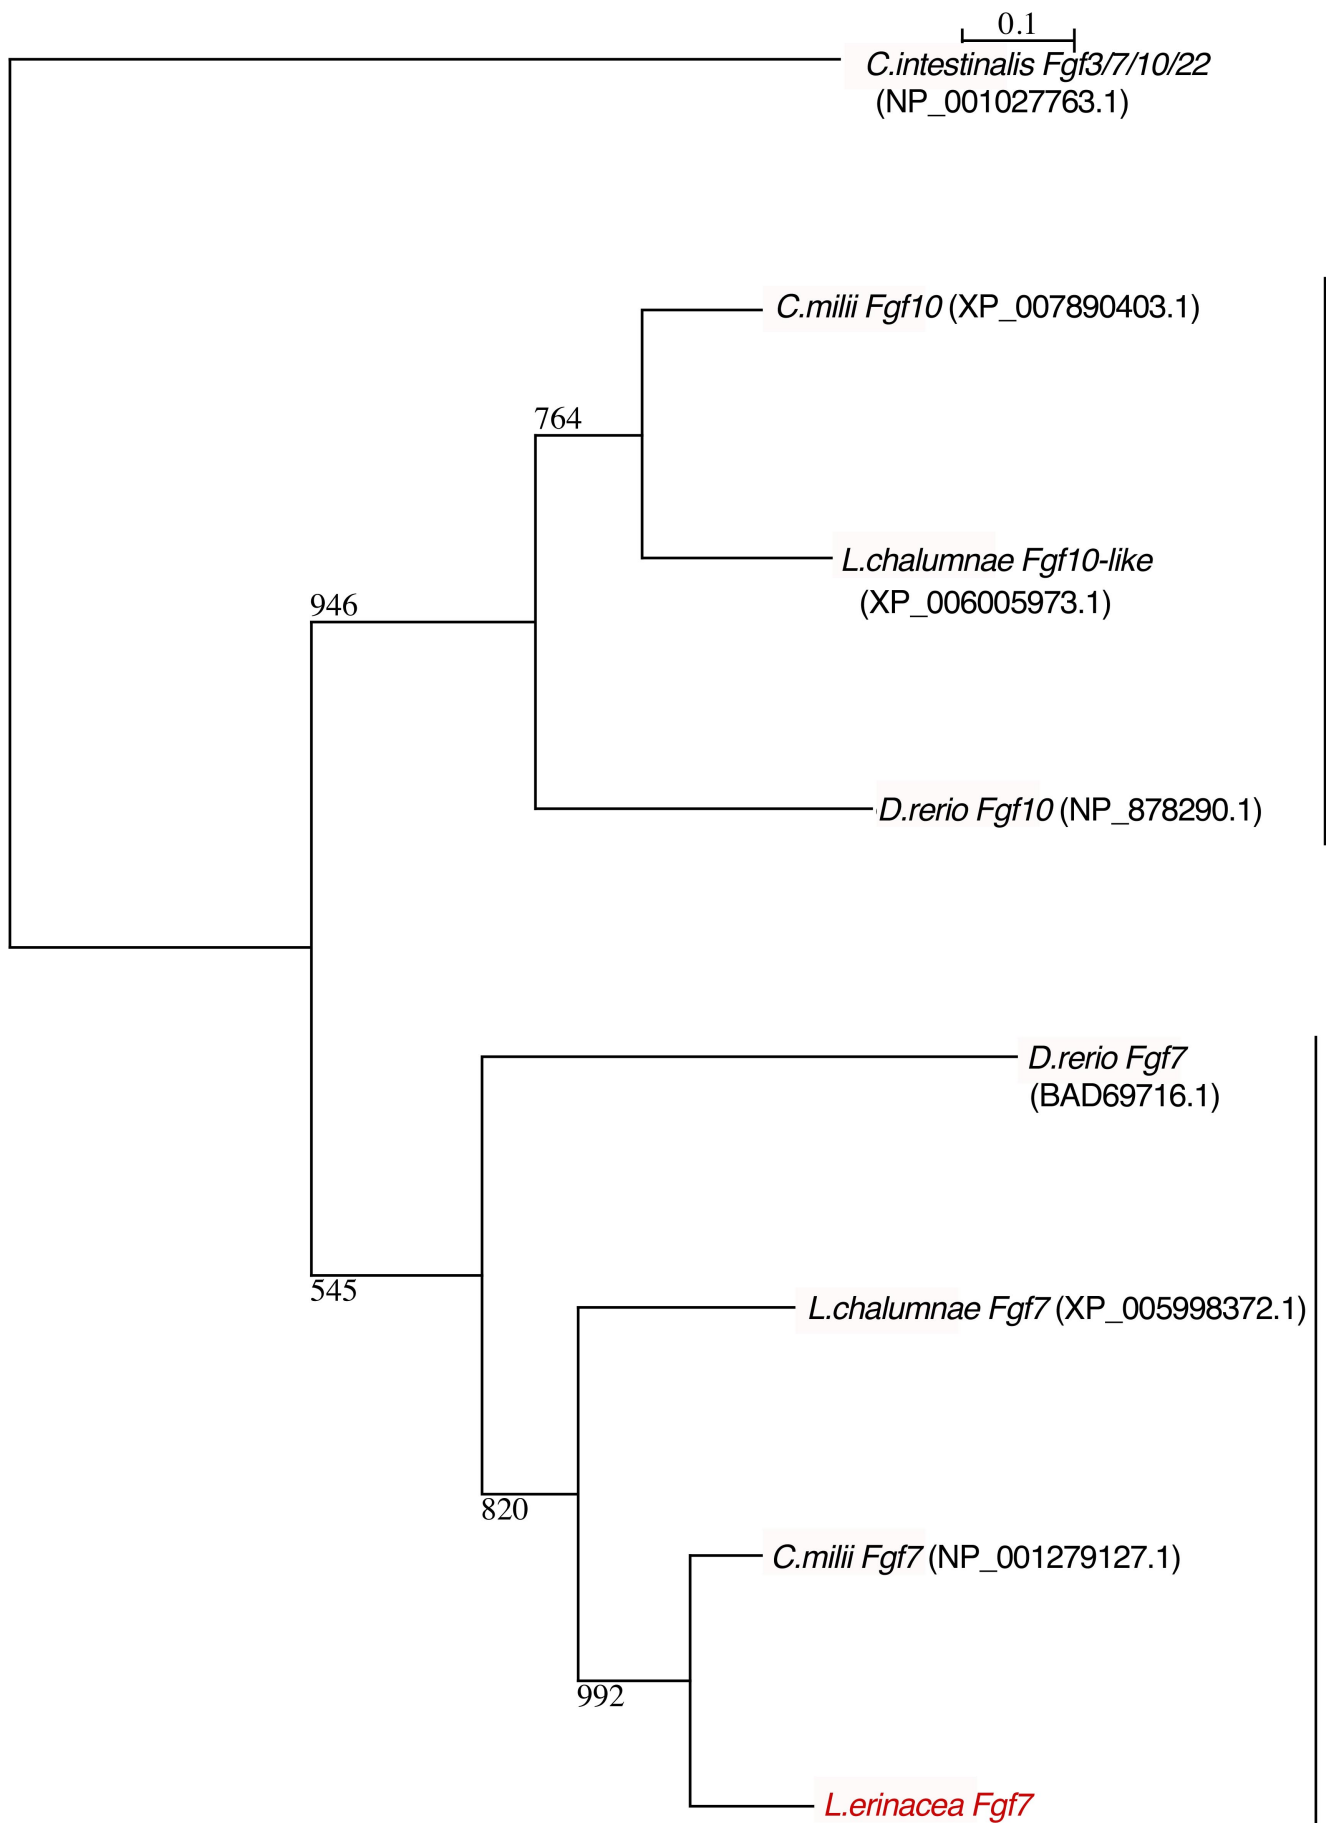 0.1
C.intestinalis Fgf3/7/10/22
(NP_001027763.1)
C.milii Fgf10 (XP_007890403.1)
764
L.chalumnae Fgf10-like
(XP_006005973.1)
946
D.rerio Fgf10 (NP_878290.1)
D.rerio Fgf7
(BAD69716.1)
545
L.chalumnae Fgf7 (XP_005998372.1)
820
C.milii Fgf7 (NP_001279127.1)
992
L.erinacea Fgf7